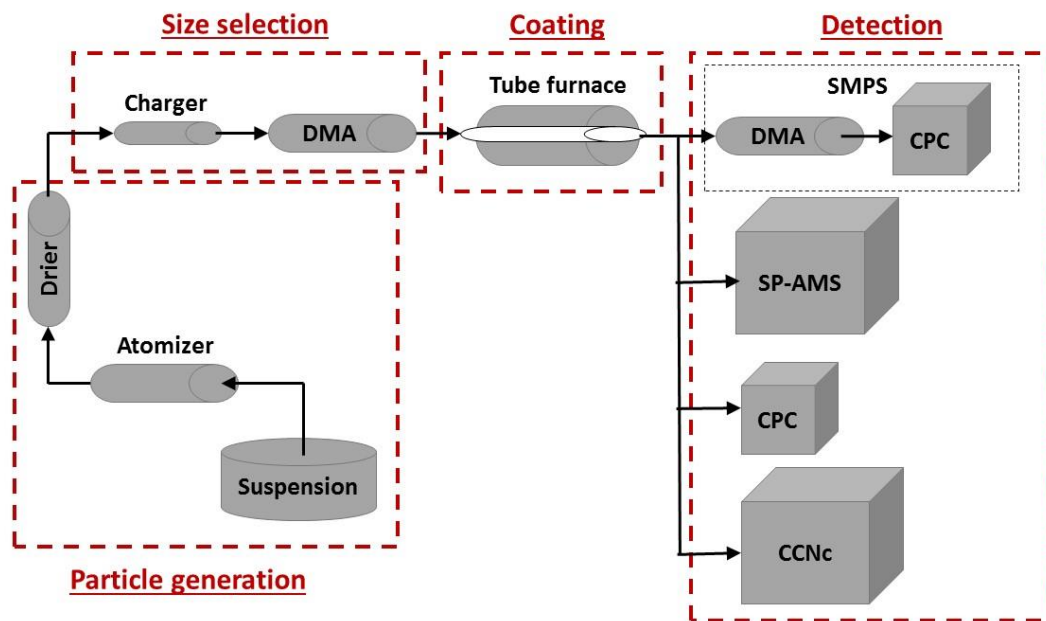 Size selection
Coating
Detection
Charger
DMA
Tube furnace
SMPS
DMA
CPC
Drier
SP-AMS
Atomizer
CPC
Suspension
CCNc
Particle generation